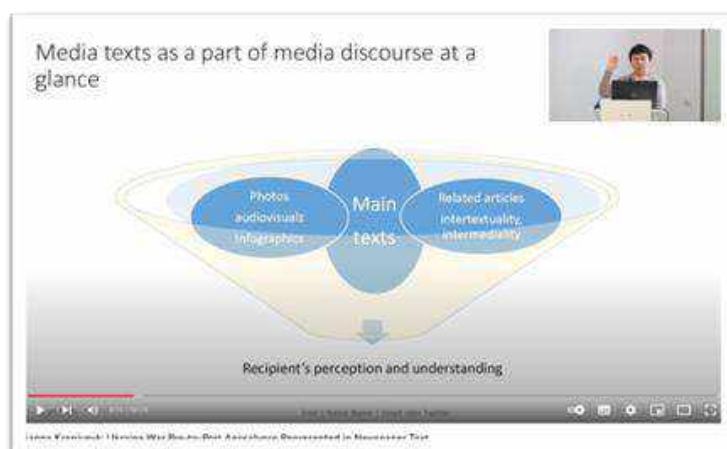 Media texts as a part of media discourse at a
glance
Photos
audiovisuals
Infographics
Main
texts
Related articles
intertextuality,
intermediality
Recipient's perception and understanding